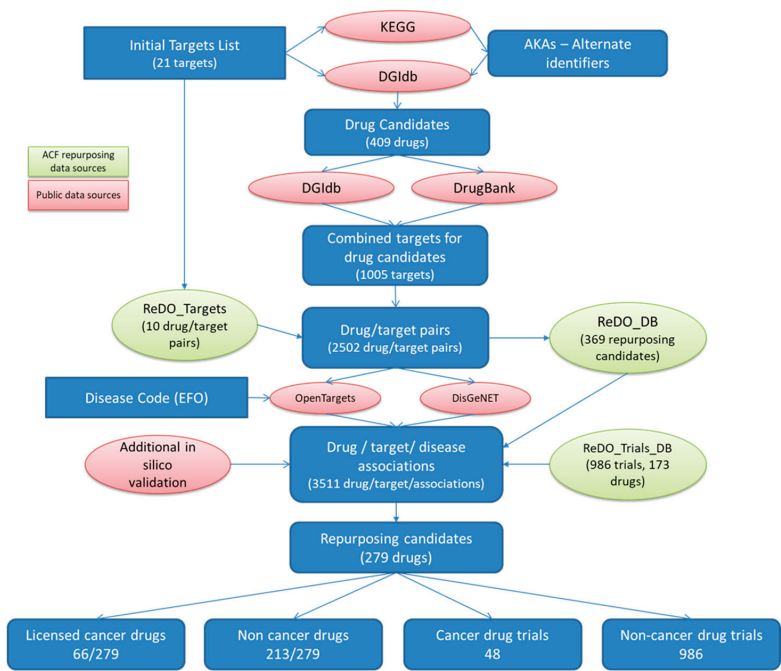 Initial Targets List
(21 targets)
KEGG
DGIdb
AKAs – Alternate
identifiers
Drug Candidates
(409 drugs)
ACF repurposing
data sources
Public data sources
DGIdb
DrugBank
Combined targets for
drug candidates
(1005 targets)
ReDO_Targets
(10 drug/target
pairs)
Drug/target pairs
(2502 drug/target pairs)
ReDO_DB
(369 repurposing
candidates)
Disease Code (EFO)
OpenTargets
DisGeNET
Additional in
silico
validation
Drug / target/ disease
associations
(3511 drug/target/associations)
ReDO_Trials_DB
(986 trials, 173
drugs)
Repurposing candidates
(279 drugs)
Licensed cancer drugs
66/279
Non cancer drugs
213/279
Cancer drug trials
48
Non-cancer drug trials
986